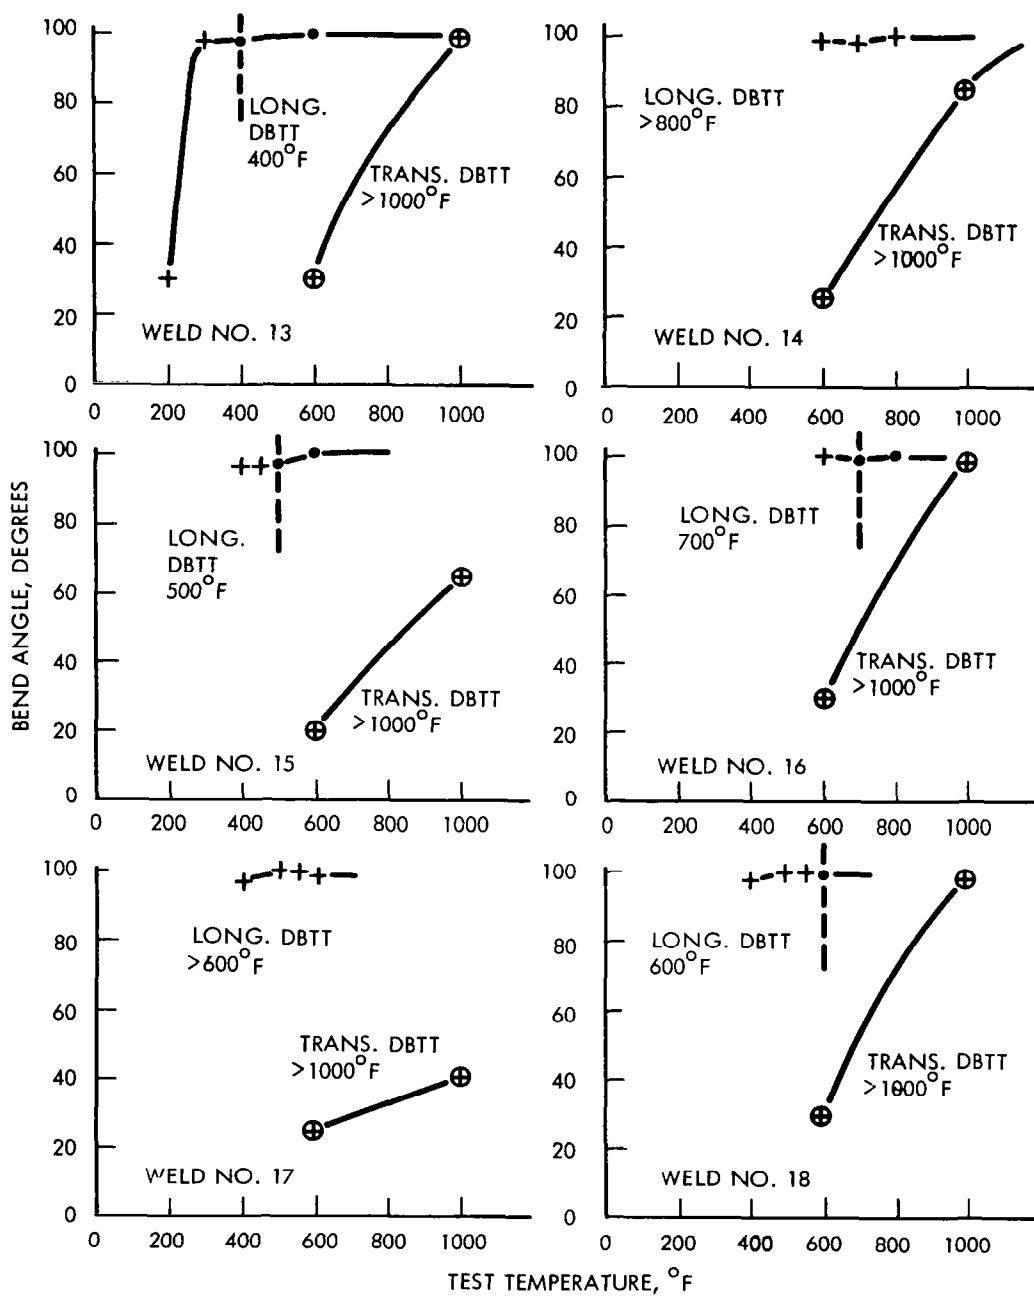 100
80
60
40
20
0
LONG.
DBTT
400°F
TRANS. DBTT
>1000°F
WELD NO. 13
0 200 400 600 800 1000
100
80
60
40
20
0
LONG. DBTT
>800°F
TRANS. DBTT
>1000°F
WELD NO. 14
0 200 400 600 800 1000
BEND ANGLE, DEGREES
100
80
60
40
20
0
LONG.
DBTT
500°F
TRANS. DBTT
>1000°F
WELD NO. 15
0 200 400 600 800 1000
100
80
60
40
20
0
LONG. DBTT
700°F
TRANS. DBTT
>1000°F
WELD NO. 16
0 200 400 600 800 1000
100
80
60
40
20
0
LONG. DBTT
>600°F
TRANS. DBTT
>1000°F
WELD NO. 17
0 200 400 600 800 1000
100
80
60
40
20
0
LONG. DBTT
600°F
TRANS. DBTT
>1000°F
WELD NO. 18
0 200 400 600 800 1000
TEST TEMPERATURE, °F